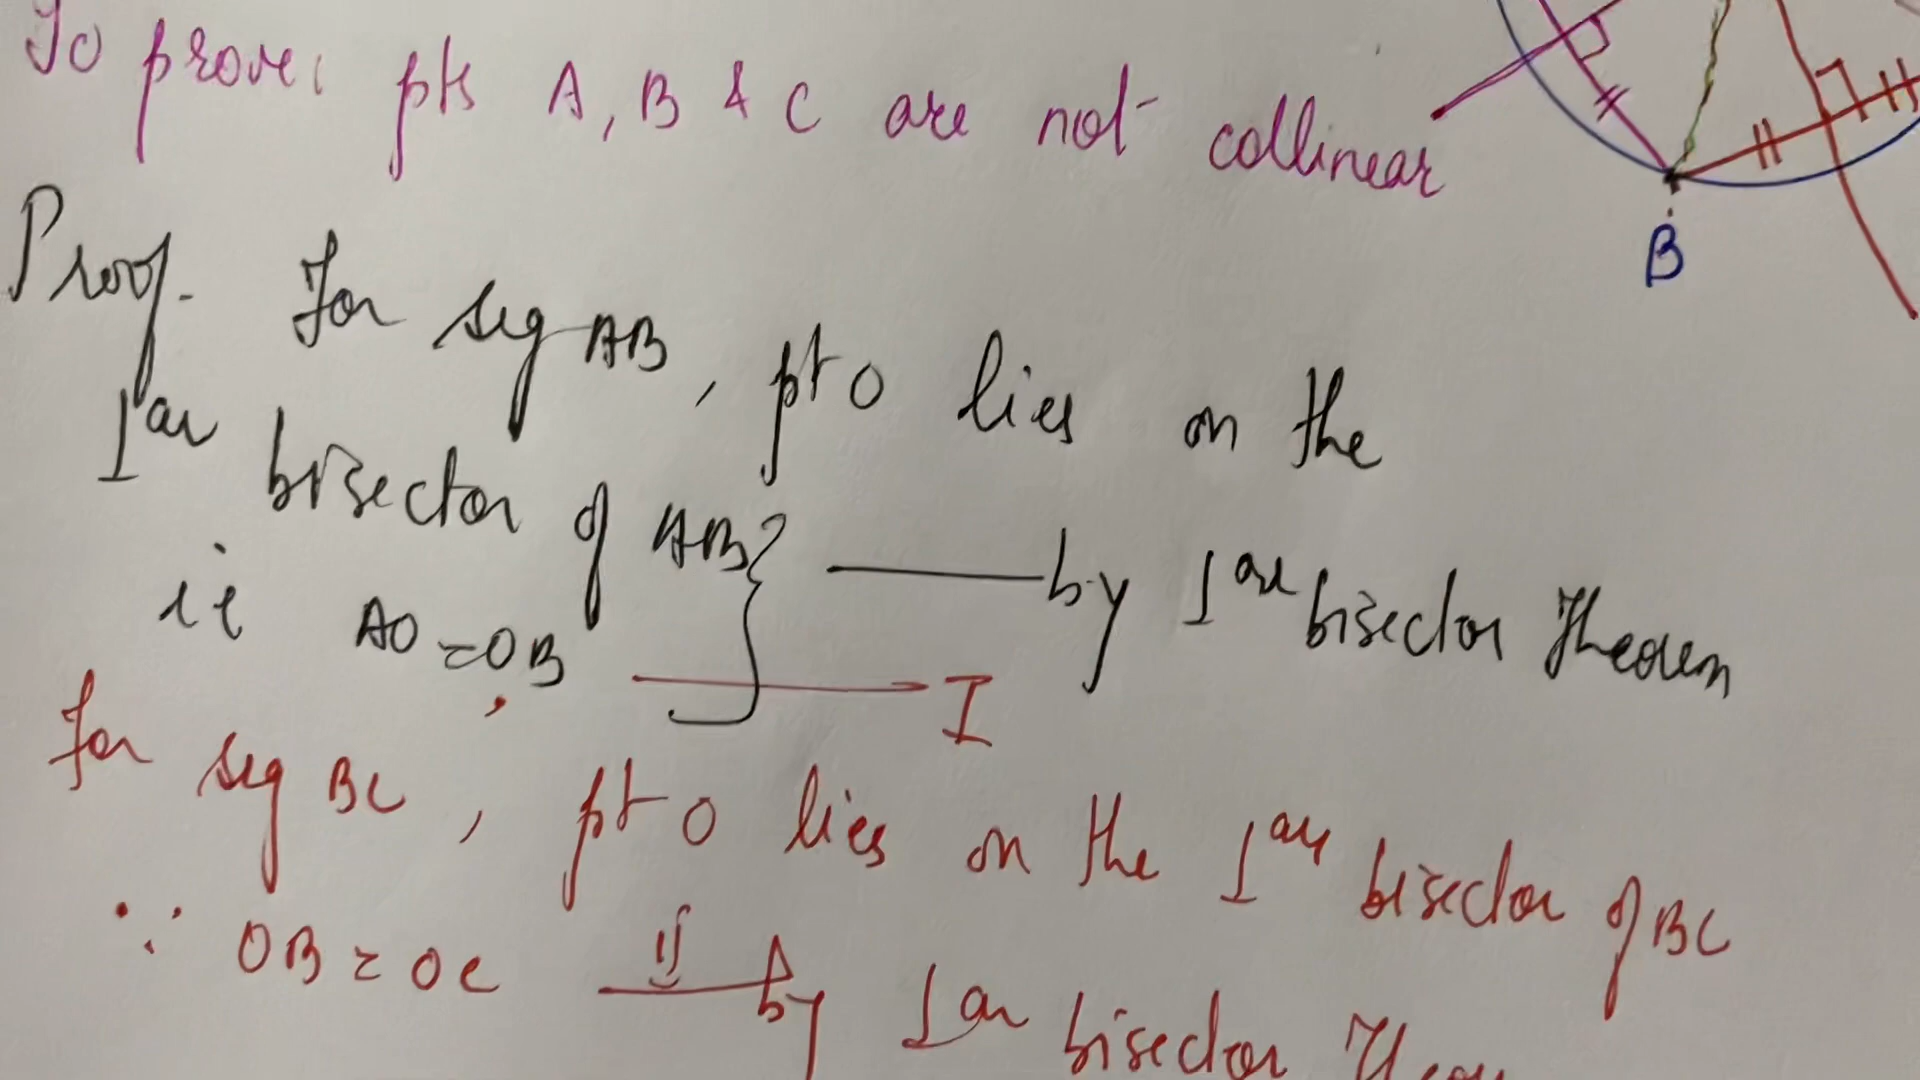 To prove: pts A, B & C are not collinear
B
Proof. For seg AB, pt O lies on the
⊥ar bisector of AB } — by ⊥ar bisector Theorem
ie AO = OB → I
For seg BC, pt O lies on the ⊥ar bisector of BC
∵ OB = OC — II by ⊥ar bisector